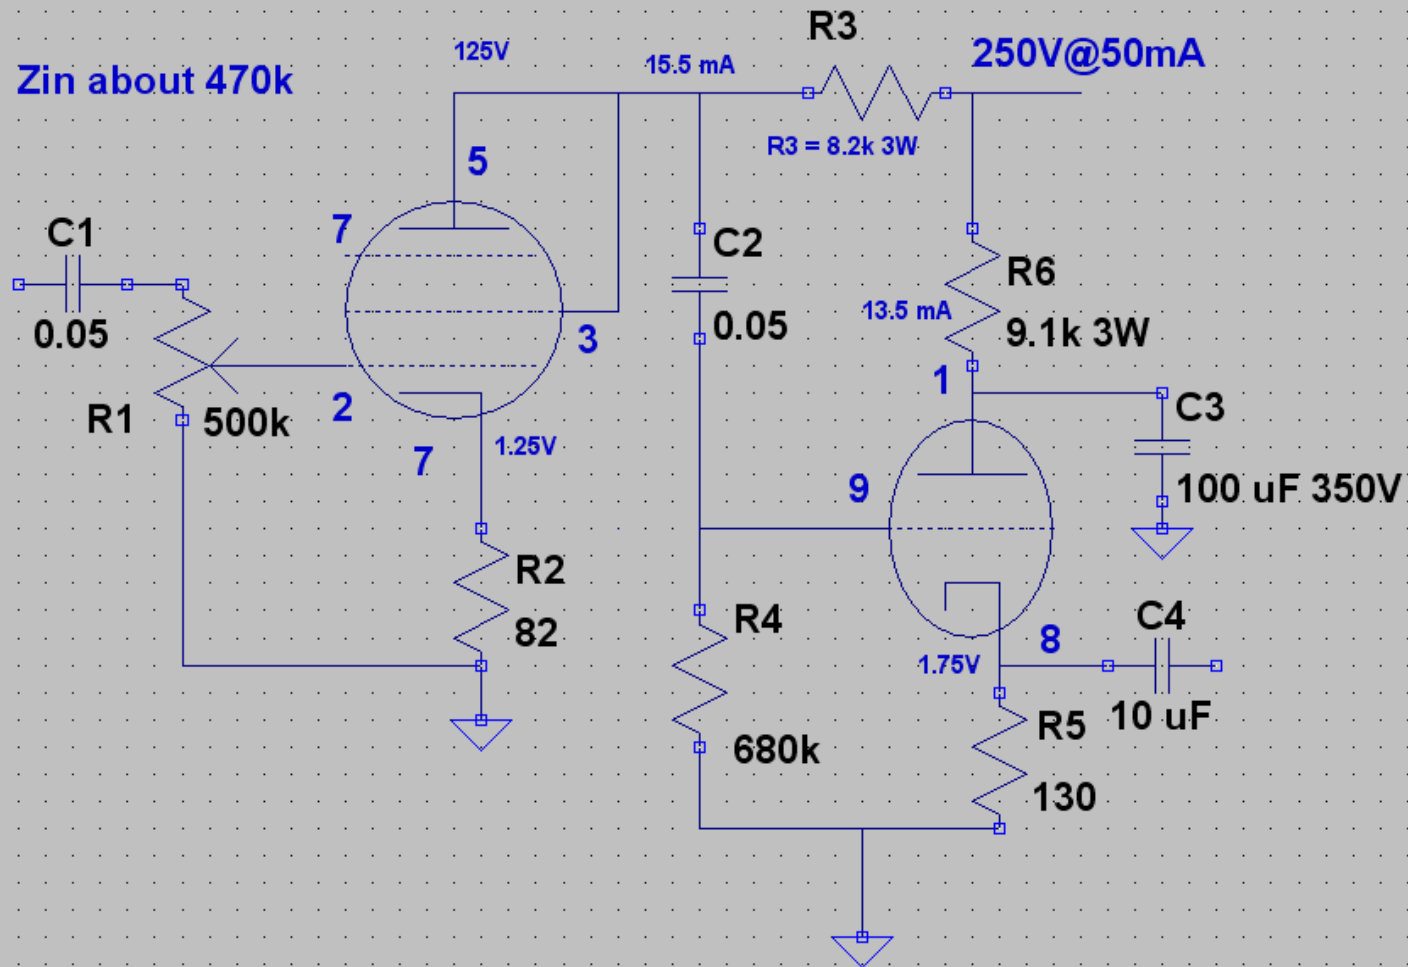 R3
125V
15.5 mA
250V@50mA
Zin about 470k
R3 = 8.2k 3W
5
7
C1
C2
R6
0.05
0.05
13.5 mA
9.1k 3W
3
1
2
R1
500k
C3
1.25V
7
9
100 uF 350V
R2
82
R4
C4
8
1.75V
10 uF
R5
680k
130